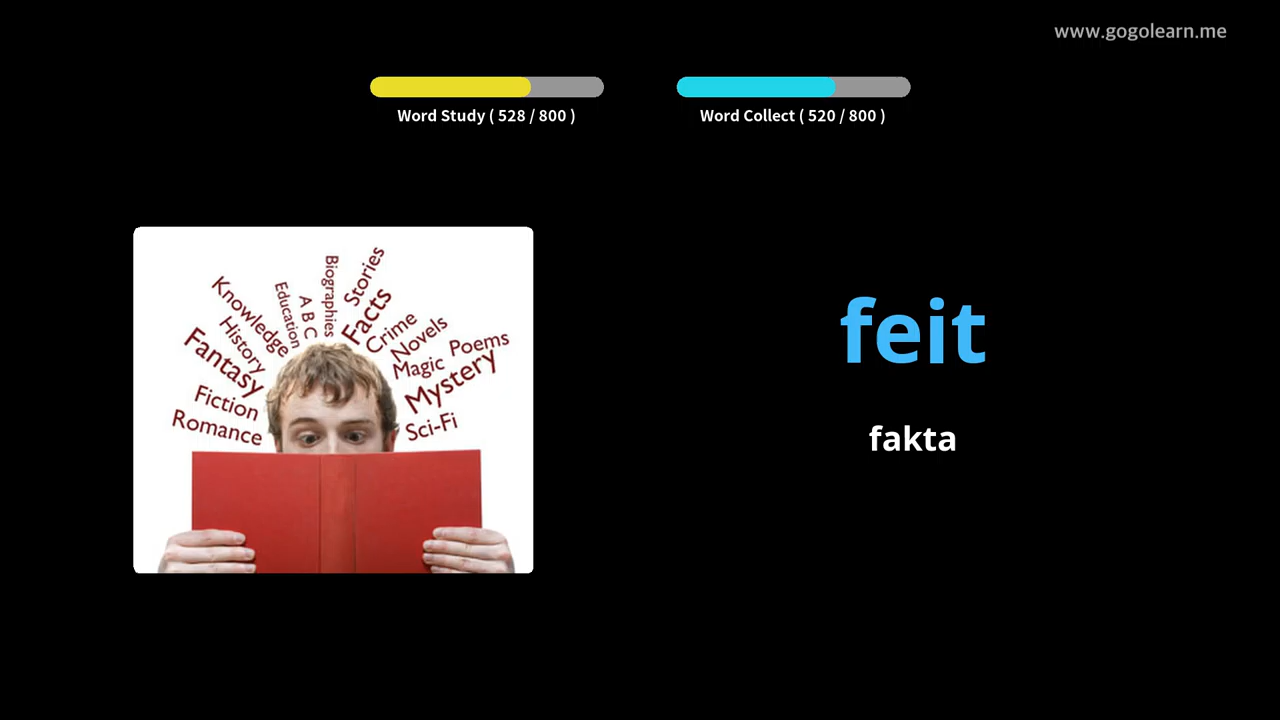 www.gogolearn.me
Word Study ( 528 / 800 )
Word Collect ( 520 / 800 )
Romance
Fiction
Fantasy
History
Knowledge
Education
A B C
Biographies
Stories
Facts
Crime
Novels
Magic
Poems
Mystery
Sci-Fi
feit
fakta